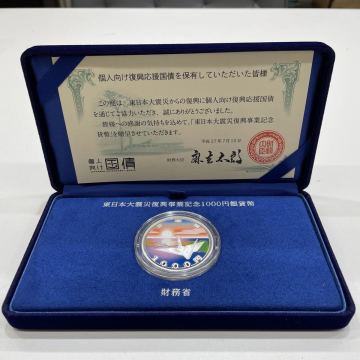 個人向け復興応援国債を保有していただいた皆様
この度は、東日本大震災からの復興に個人向け復興応援国債
を通じてご協力いただき、誠にありがとうございました。
皆様への感謝の気持ちを込めて、「東日本大震災復興事業記念
貨幣」を贈呈させていただきます。
平成27年7月10日
個人向け国債
財務大臣 麻生太郎
東日本大震災復興事業記念1000円銀貨幣
1000円
財務省